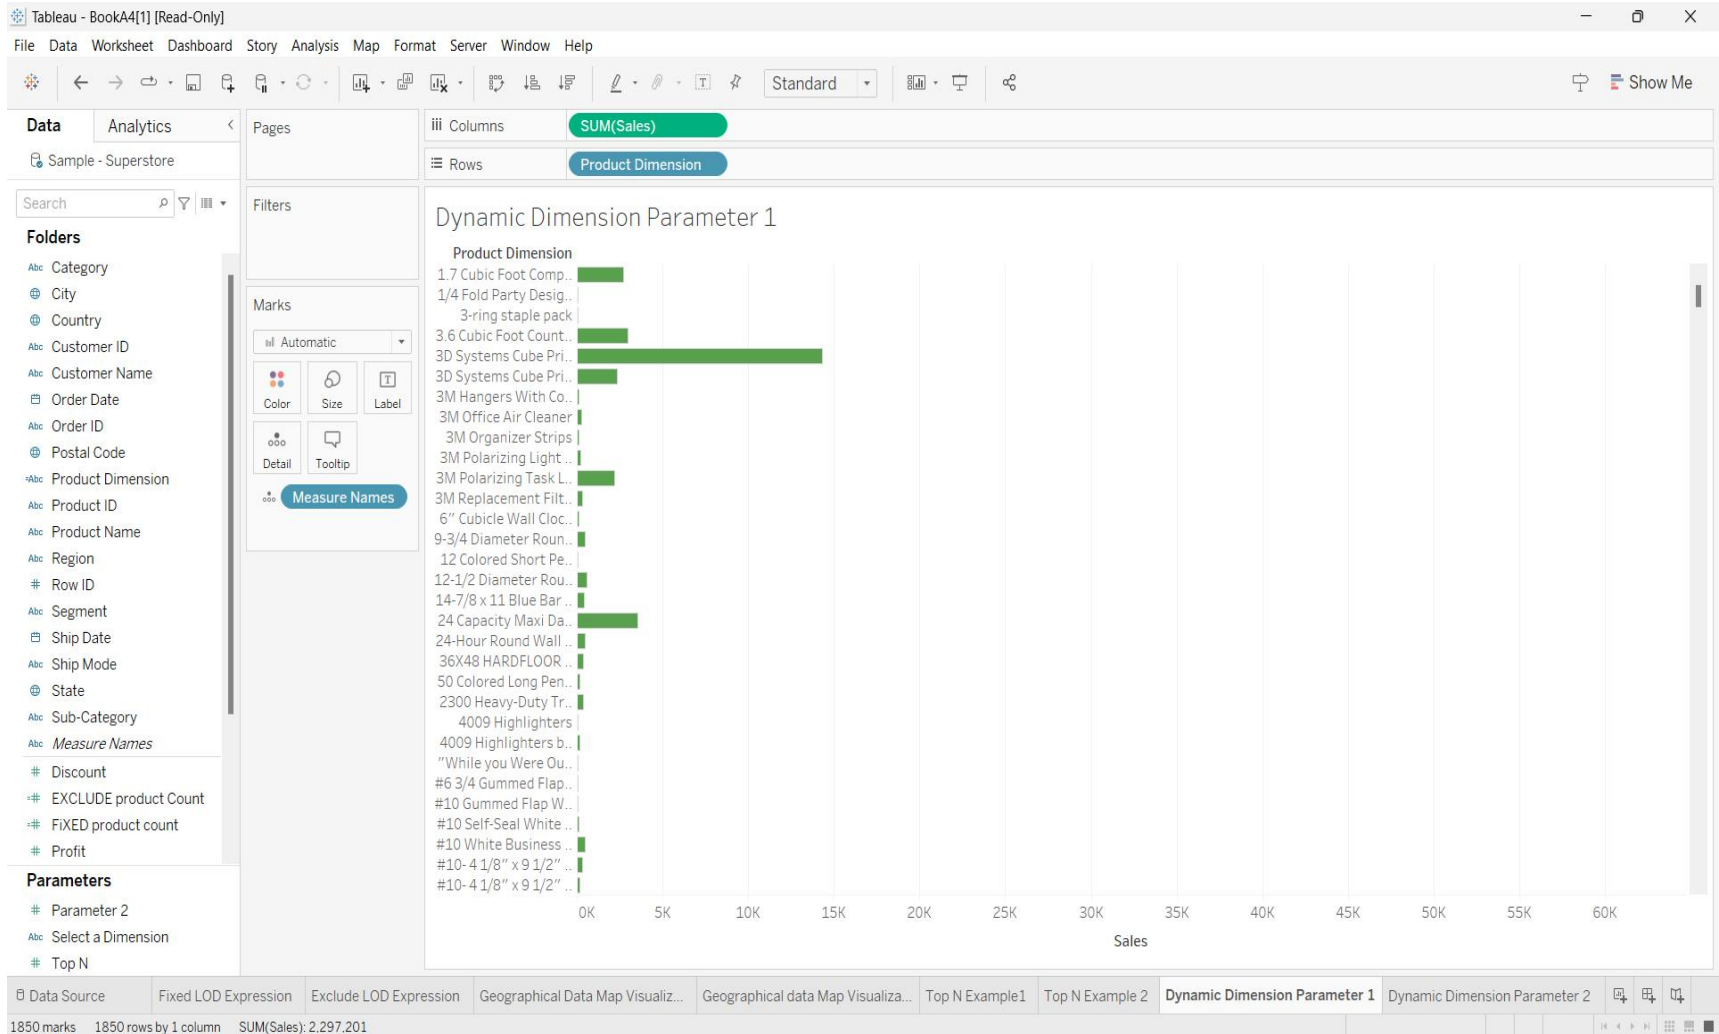 Tableau - BookA4[1] [Read-Only]
File Data Worksheet Dashboard Story Analysis Map Format Server Window Help
Standard
Show Me
Data Analytics
Sample - Superstore
Search
Folders
Abc Category
City
Country
Abc Customer ID
Abc Customer Name
Order Date
Abc Order ID
Postal Code
=Abc Product Dimension
Abc Product ID
Abc Product Name
Abc Region
# Row ID
Abc Segment
Ship Date
Abc Ship Mode
State
Abc Sub-Category
Abc Measure Names
# Discount
=# EXCLUDE product Count
=# FiXED product count
# Profit
Parameters
# Parameter 2
Abc Select a Dimension
# Top N
Pages
Filters
Marks
Automatic
Color Size Label
Detail Tooltip
Measure Names
iii Columns SUM(Sales)
Rows Product Dimension
Dynamic Dimension Parameter 1
Product Dimension
1.7 Cubic Foot Comp..
1/4 Fold Party Desig..
3-ring staple pack
3.6 Cubic Foot Count..
3D Systems Cube Pri..
3D Systems Cube Pri..
3M Hangers With Co..
3M Office Air Cleaner
3M Organizer Strips
3M Polarizing Light ..
3M Polarizing Task L..
3M Replacement Filt..
6" Cubicle Wall Cloc..
9-3/4 Diameter Roun..
12 Colored Short Pe..
12-1/2 Diameter Rou..
14-7/8 x 11 Blue Bar ..
24 Capacity Maxi Da..
24-Hour Round Wall ..
36X48 HARDFLOOR ..
50 Colored Long Pen..
2300 Heavy-Duty Tr..
4009 Highlighters
4009 Highlighters b..
"While you Were Ou..
#6 3/4 Gummed Flap..
#10 Gummed Flap W..
#10 Self-Seal White ..
#10 White Business ..
#10- 4 1/8" x 9 1/2" ..
#10- 4 1/8" x 9 1/2" ..
0K 5K 10K 15K 20K 25K 30K 35K 40K 45K 50K 55K 60K
Sales
Data Source Fixed LOD Expression Exclude LOD Expression Geographical Data Map Visualiz... Geographical data Map Visualiza... Top N Example1 Top N Example 2 Dynamic Dimension Parameter 1 Dynamic Dimension Parameter 2
1850 marks 1850 rows by 1 column SUM(Sales): 2,297,201